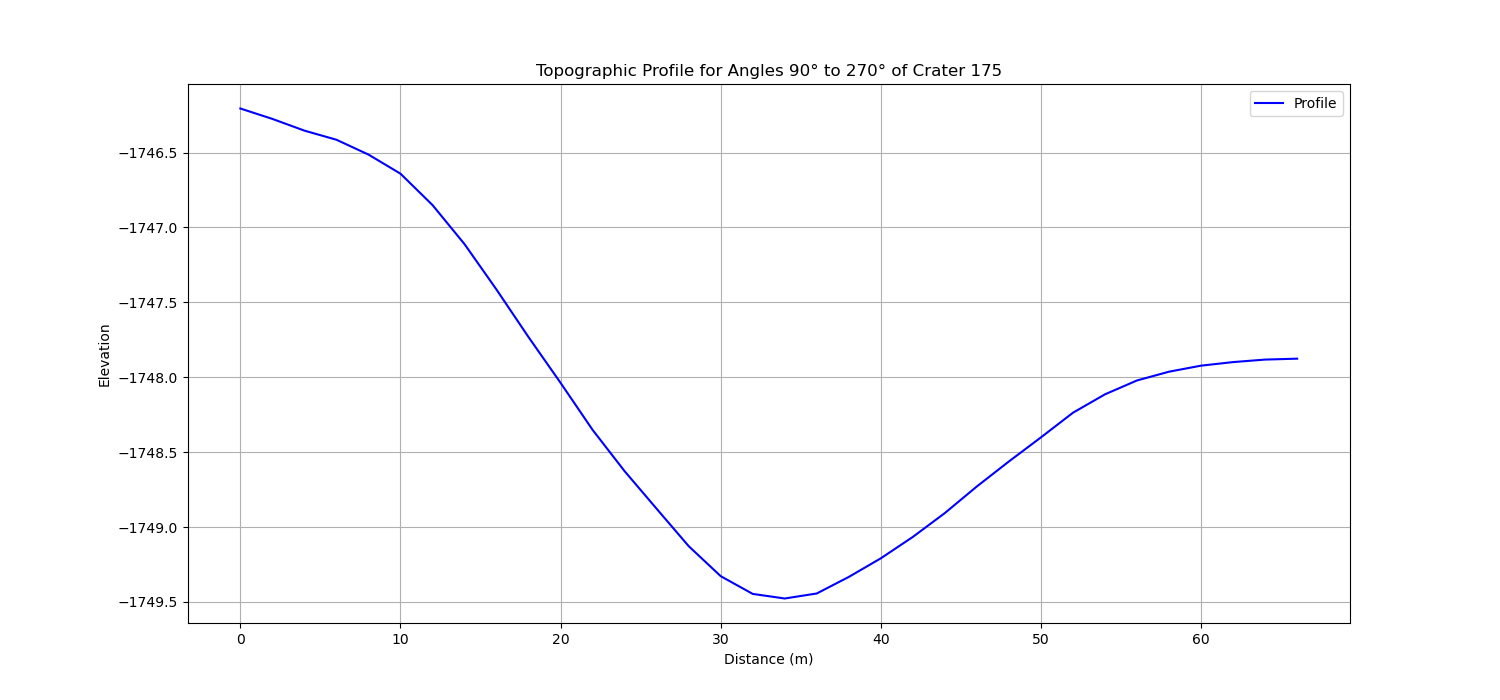 Topographic Profile for Angles 90° to 270° of Crater 175
Profile
−1746.5
−1747.0
−1747.5
−1748.0
−1748.5
−1749.0
−1749.5
Elevation
0 10 20 30 40 50 60
Distance (m)